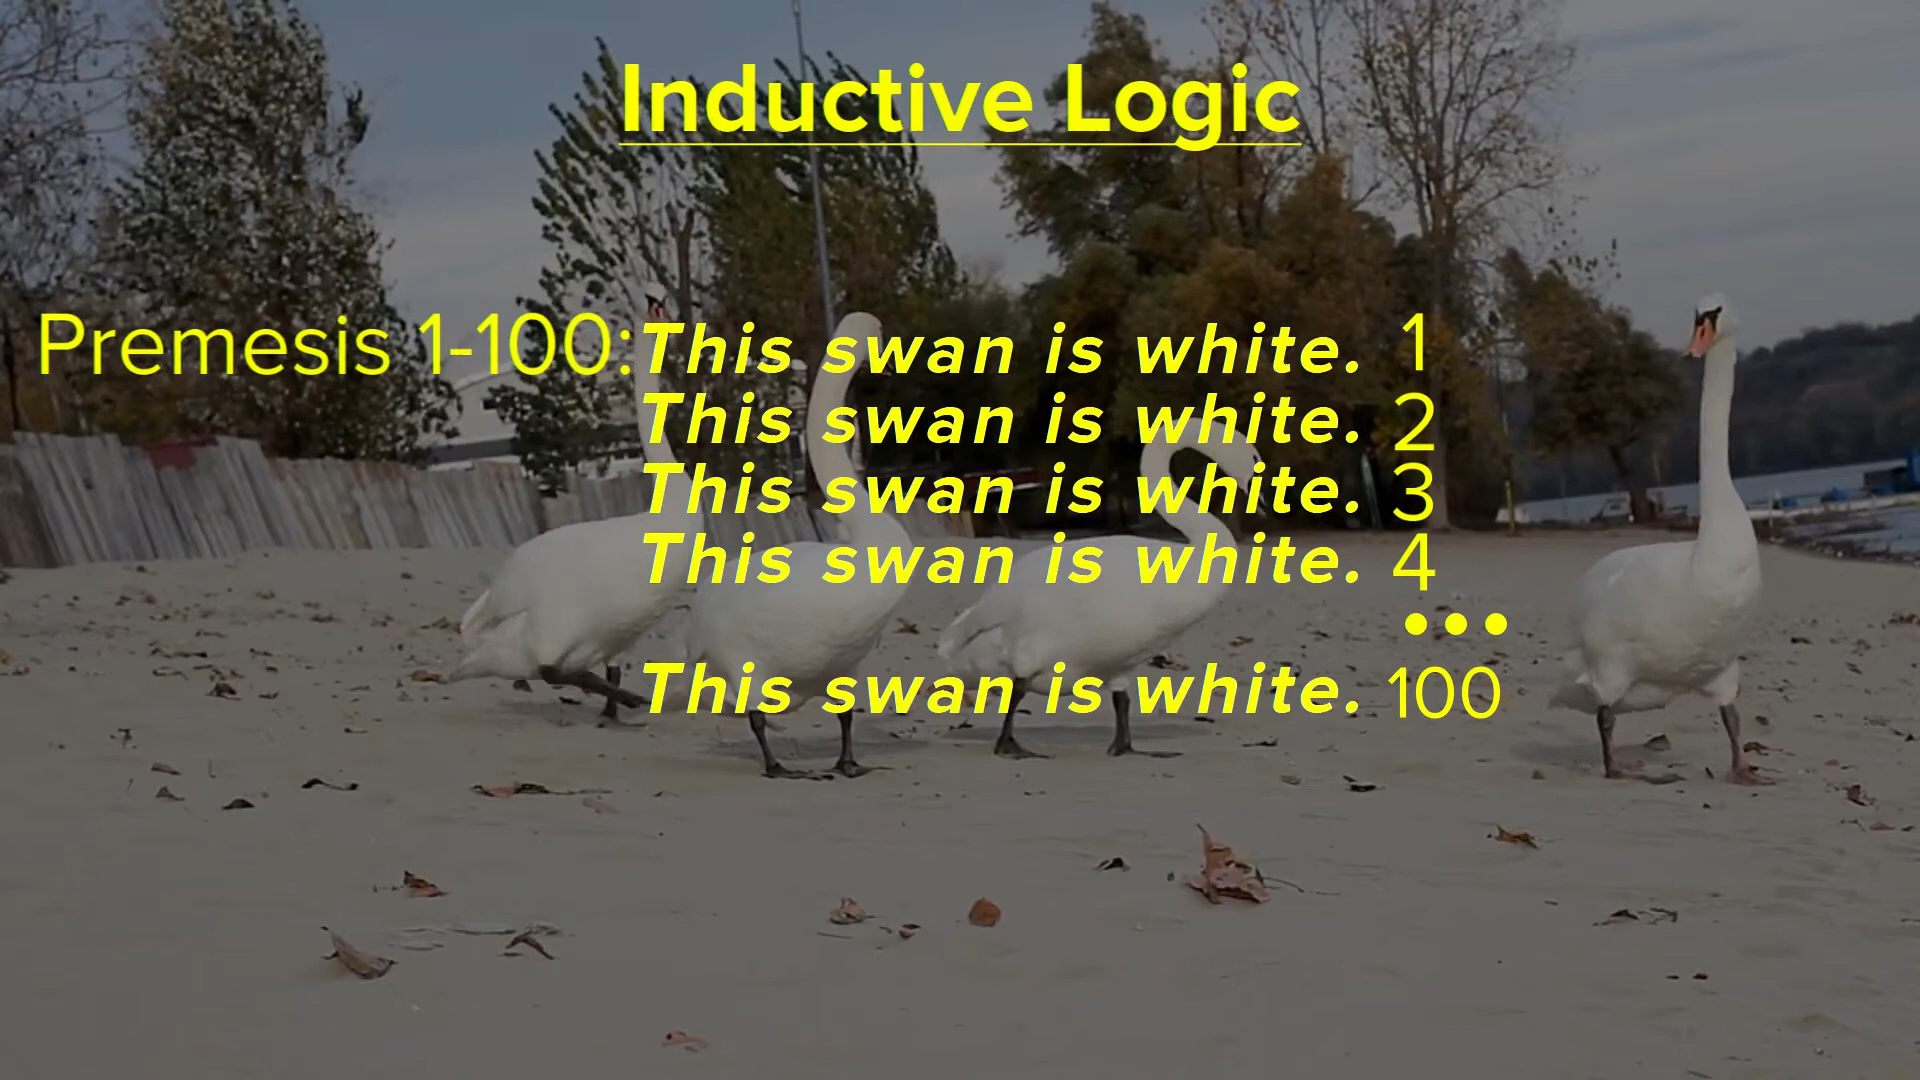 Inductive Logic
Premesis 1-100: This swan is white. 1
This swan is white. 2
This swan is white. 3
This swan is white. 4
•••
This swan is white. 100